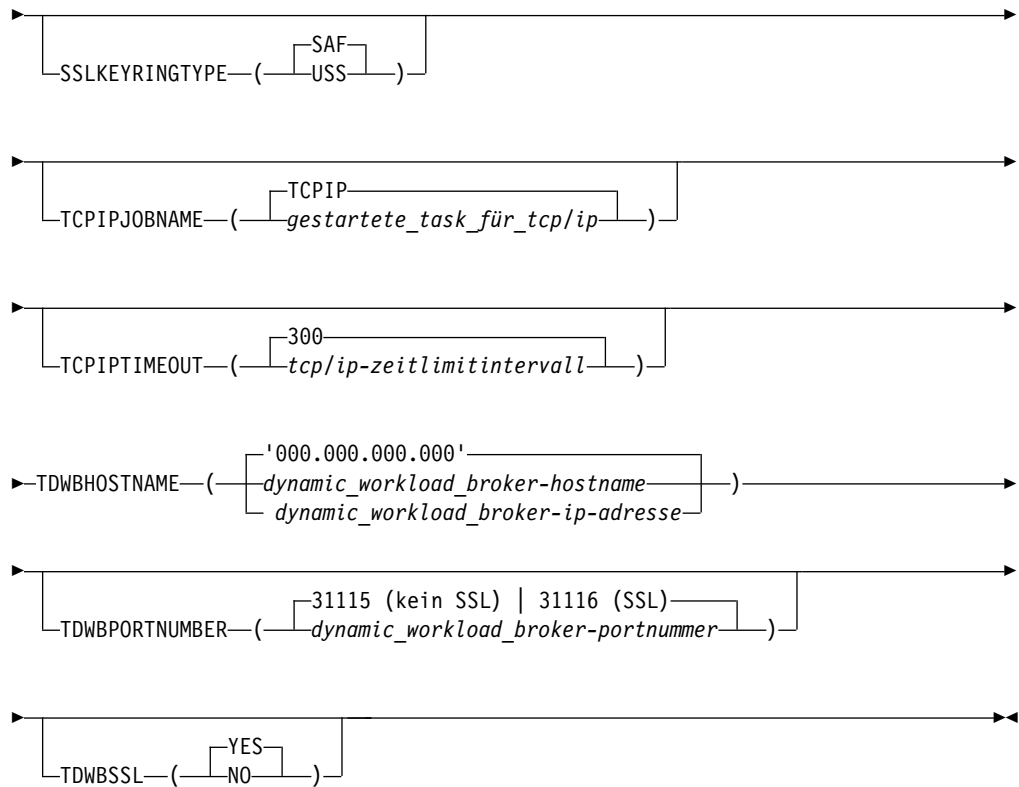 SAF
SSLKEYRINGTYPE ( USS )
TCPIP
TCPIPJOBNAME ( gestartete_task_für_tcp/ip )
300
TCPIPTIMEOUT ( tcp/ip-zeitlimitintervall )
'000.000.000.000'
TDWBHOSTNAME ( dynamic_workload_broker-hostname )
dynamic_workload_broker-ip-adresse
31115 (kein SSL) | 31116 (SSL)
TDWBPORTNUMBER ( dynamic_workload_broker-portnummer )
YES
TDWBSSL ( NO )